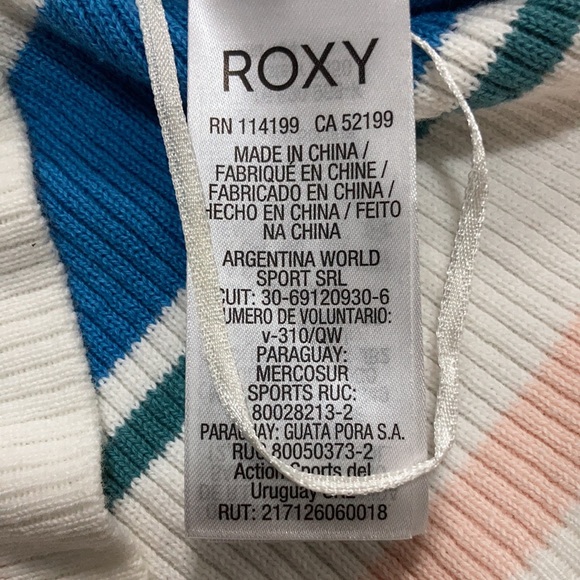 ROXY
RN 114199 CA 52199
MADE IN CHINA /
FABRIQUÉ EN CHINE /
FABRICADO EN CHINA /
HECHO EN CHINA / FEITO
NA CHINA
ARGENTINA WORLD
SPORT SRL
CUIT: 30-69120930-6
NUMERO DE VOLUNTARIO:
v-310/QW
PARAGUAY:
MERCOSUR
SPORTS RUC:
80028213-2
PARAGUAY: GUATA PORA S.A.
RUC 80050373-2
Action Sports del
Uruguay
RUT: 217126060018